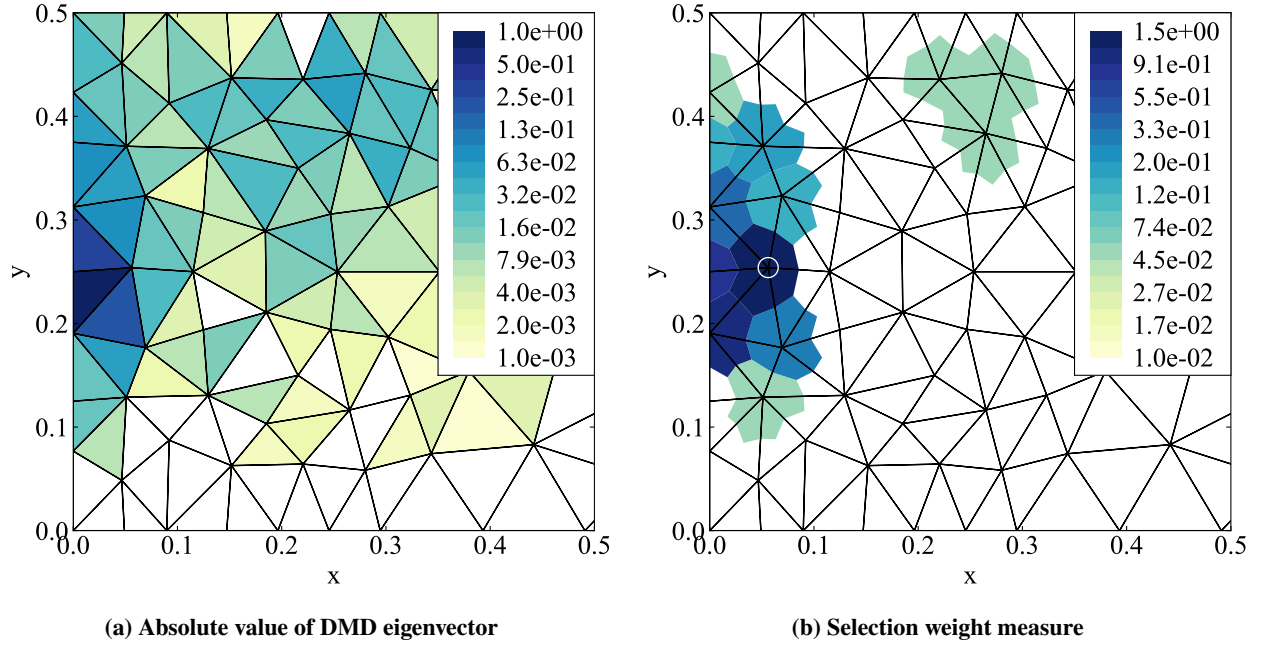 0.5
0.4
0.3
0.2
0.1
0.0
y
0.0 0.1 0.2 0.3 0.4 0.5
x
1.0e+00
5.0e-01
2.5e-01
1.3e-01
6.3e-02
3.2e-02
1.6e-02
7.9e-03
4.0e-03
2.0e-03
1.0e-03
(a) Absolute value of DMD eigenvector
0.5
0.4
0.3
0.2
0.1
0.0
y
0.0 0.1 0.2 0.3 0.4 0.5
x
1.5e+00
9.1e-01
5.5e-01
3.3e-01
2.0e-01
1.2e-01
7.4e-02
4.5e-02
2.7e-02
1.7e-02
1.0e-02
(b) Selection weight measure